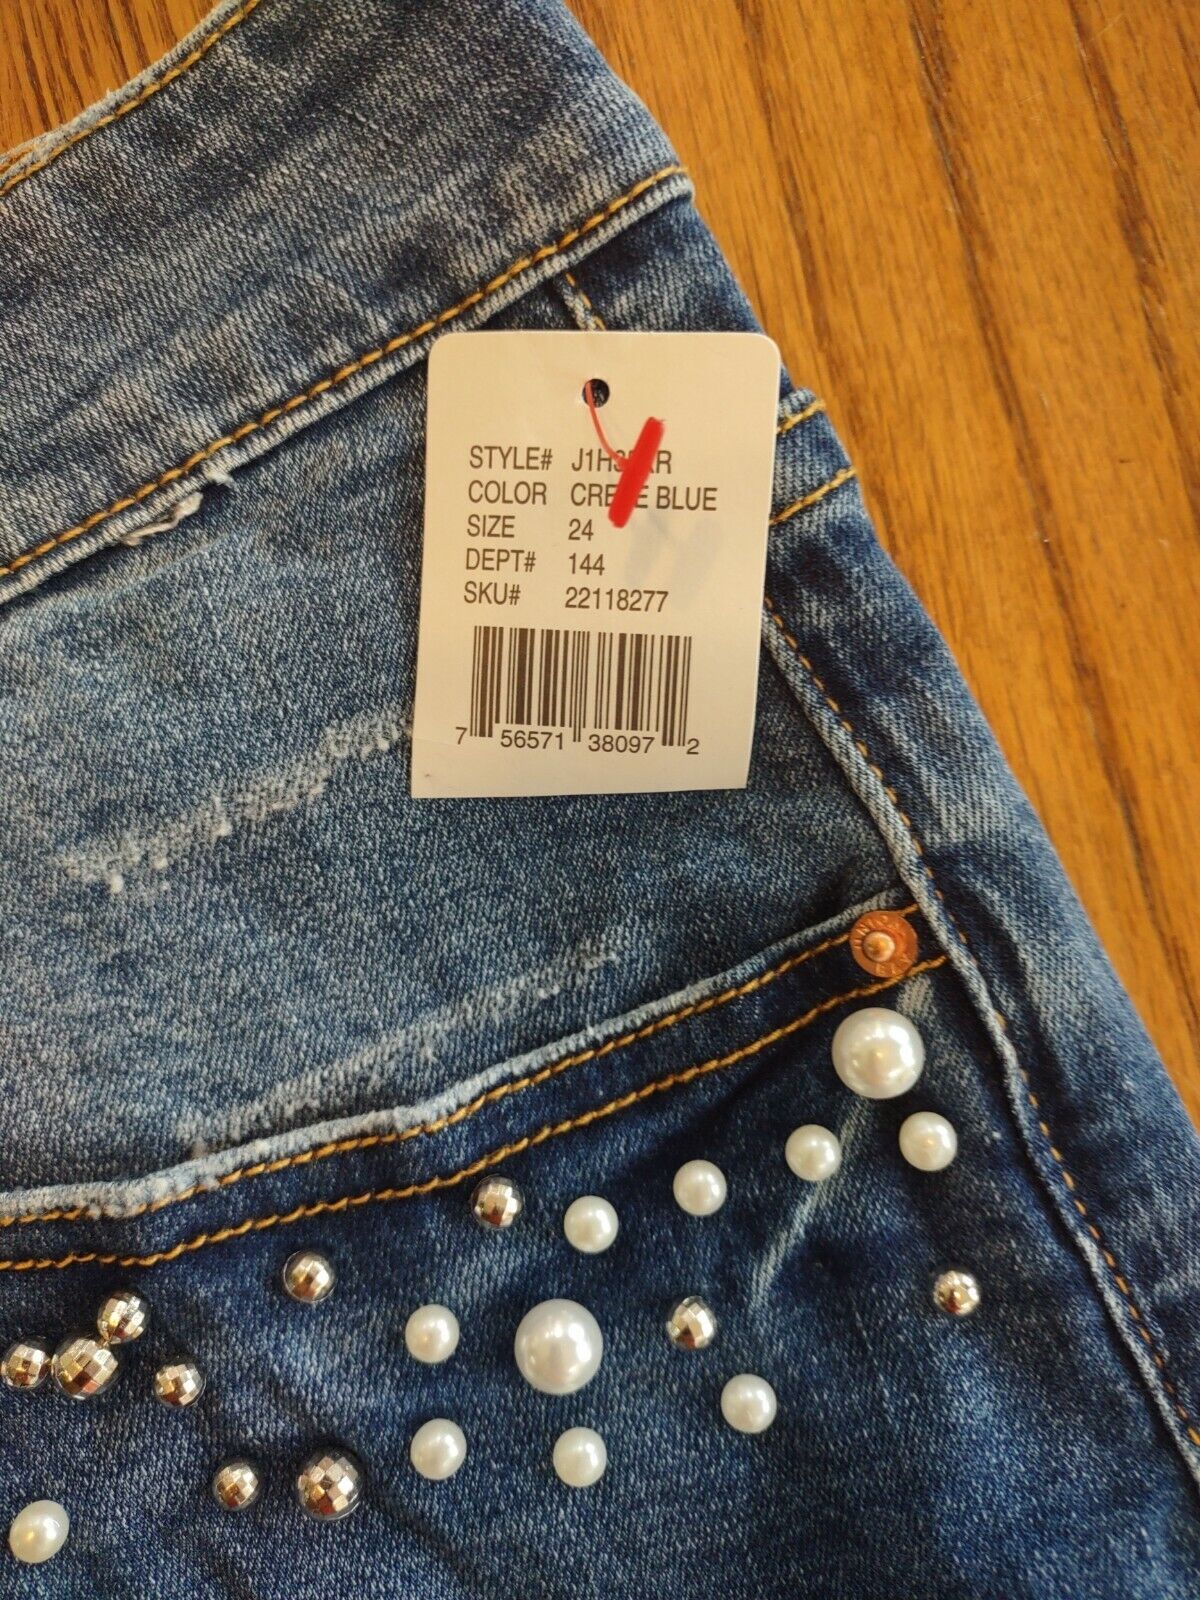 STYLE#
COLOR BLUE
SIZE 24
DEPT# 144
SKU# 22118277
7 56571 38097 2